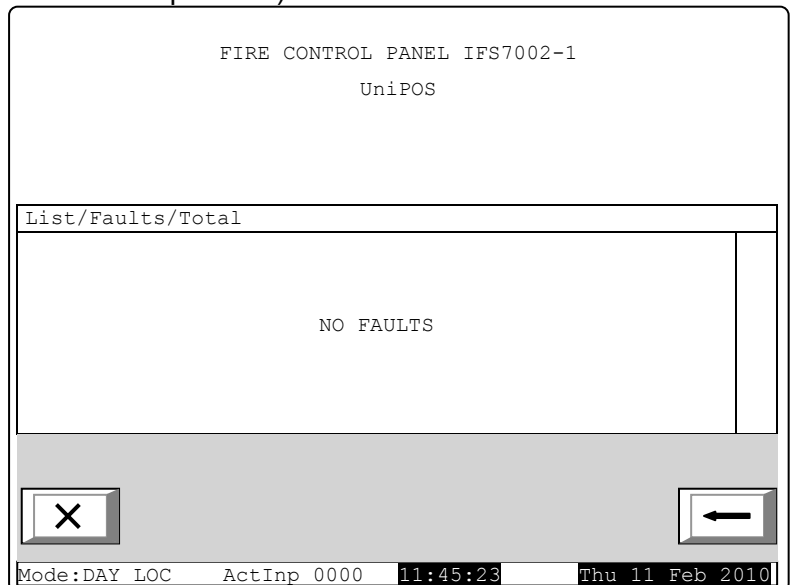 FIRE CONTROL PANEL IFS7002-1
UniPOS
List/Faults/Total
NO FAULTS
Mode:DAY LOC ActInp 0000 11:45:23 Thu 11 Feb 2010